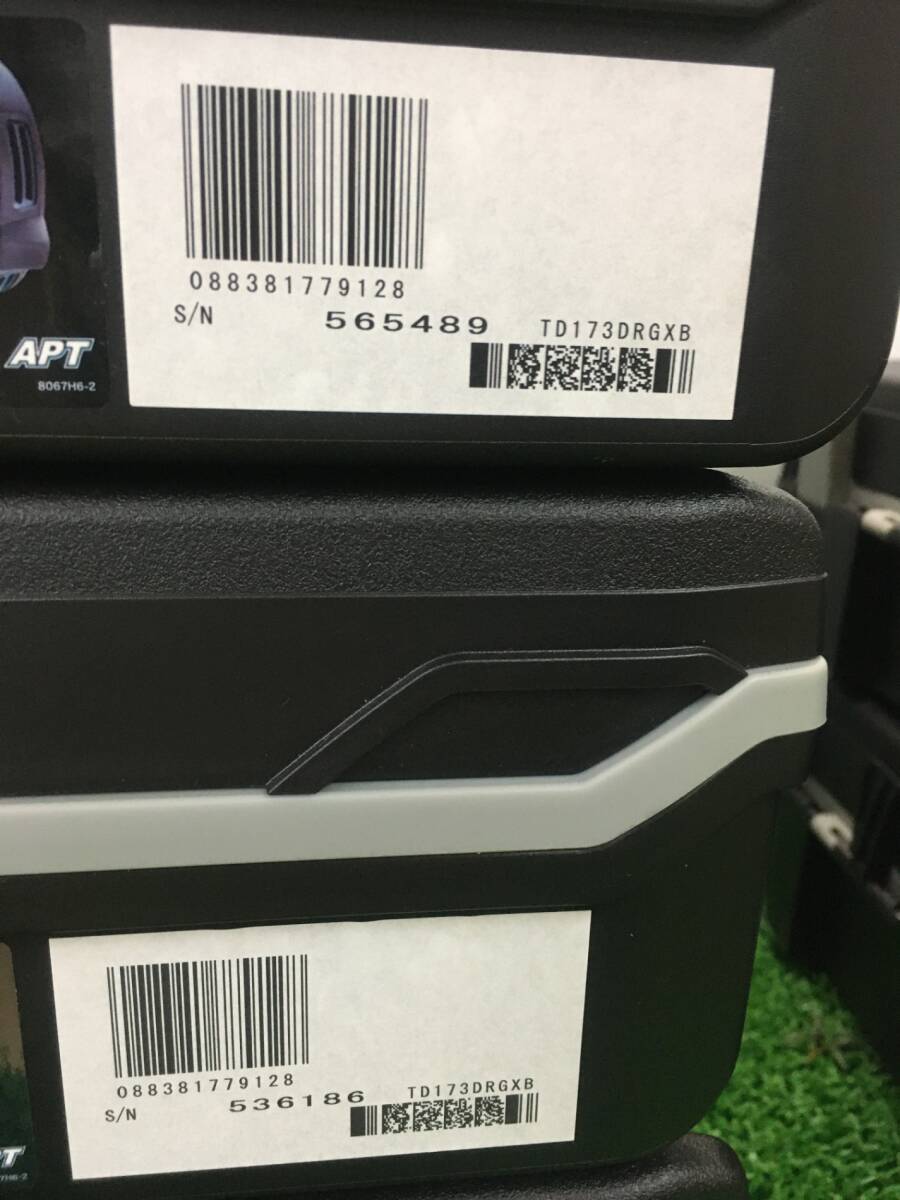 088381779128
S/N 565489 TD173DRGXB
APT
8067H6-2
088381779128
S/N 536186 TD173DRGXB